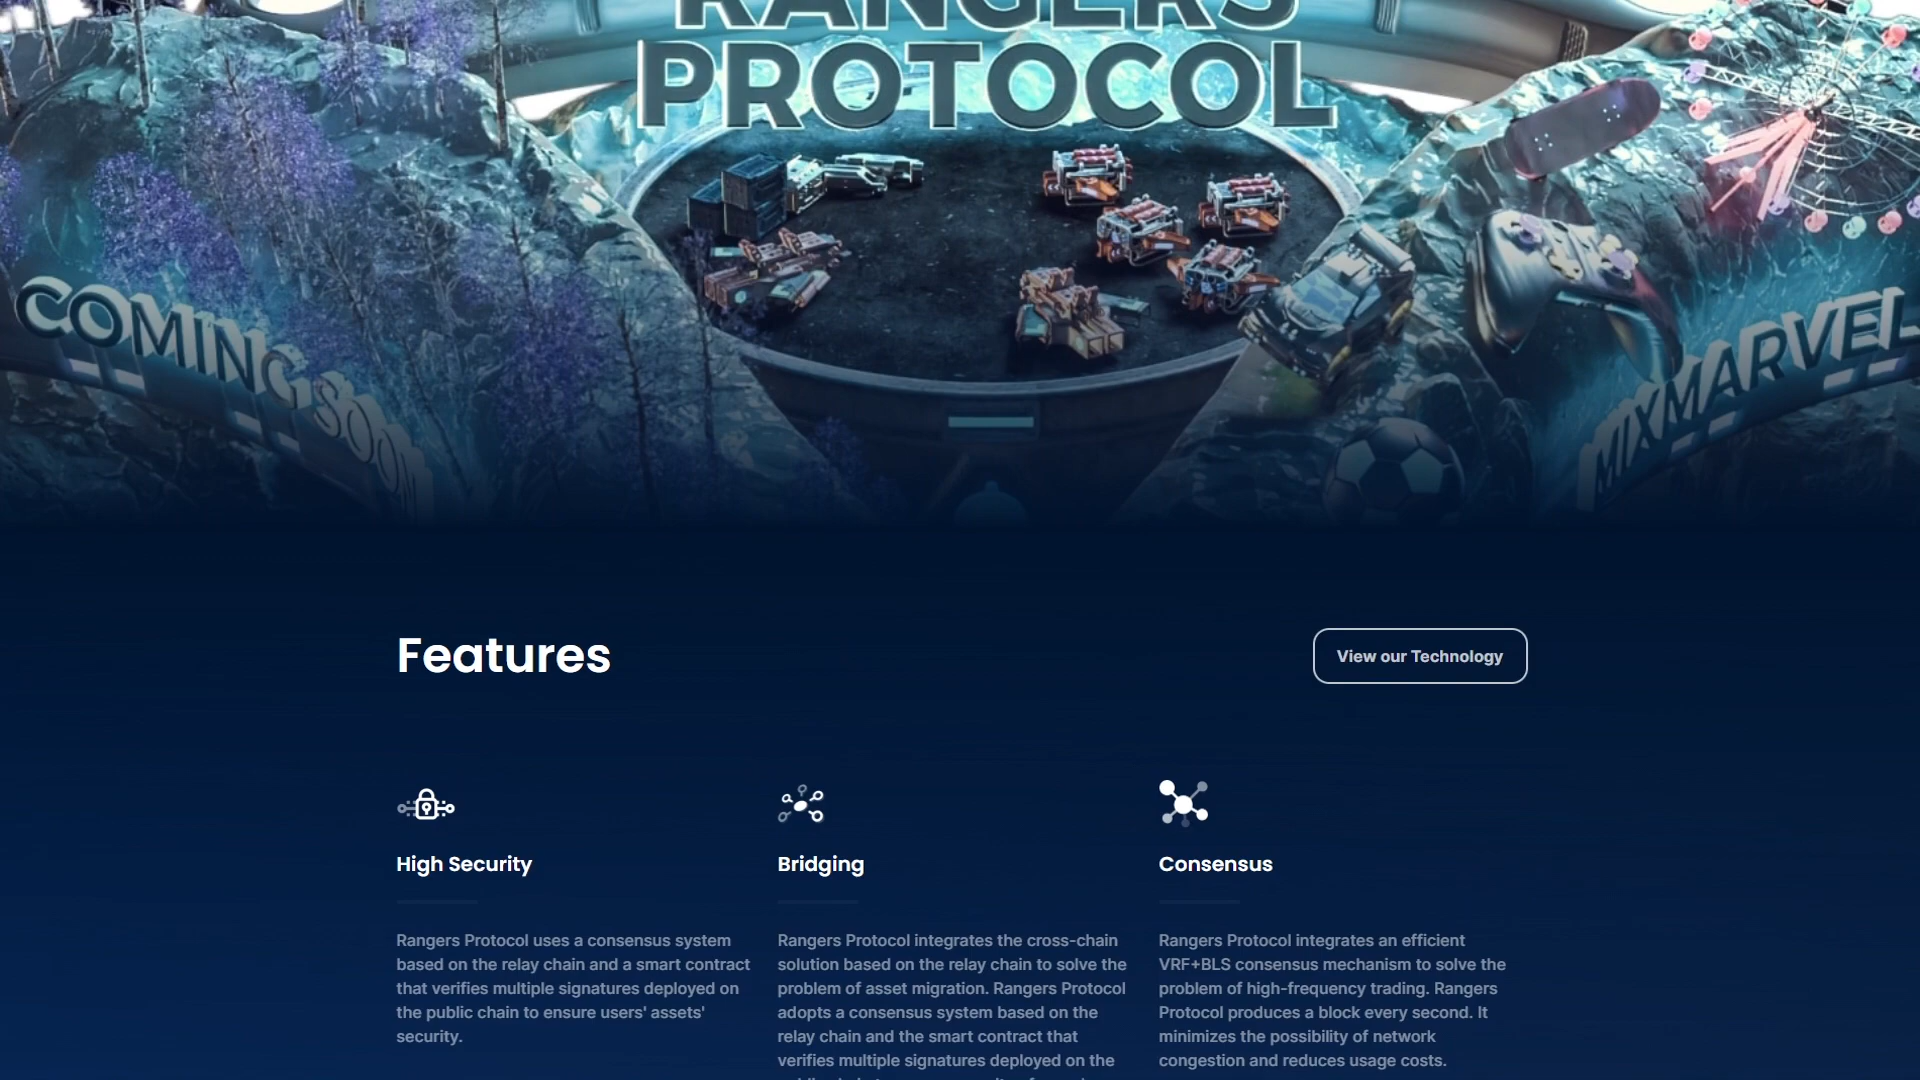 RANGERS
PROTOCOL
COMING SOON
MIXMARVEL
Features
View our Technology
High Security
Bridging
Consensus
Rangers Protocol uses a consensus system
based on the relay chain and a smart contract
that verifies multiple signatures deployed on
the public chain to ensure users' assets'
security.
Rangers Protocol integrates the cross-chain
solution based on the relay chain to solve the
problem of asset migration. Rangers Protocol
adopts a consensus system based on the
relay chain and the smart contract that
verifies multiple signatures deployed on the
Rangers Protocol integrates an efficient
VRF+BLS consensus mechanism to solve the
problem of high-frequency trading. Rangers
Protocol produces a block every second. It
minimizes the possibility of network
congestion and reduces usage costs.